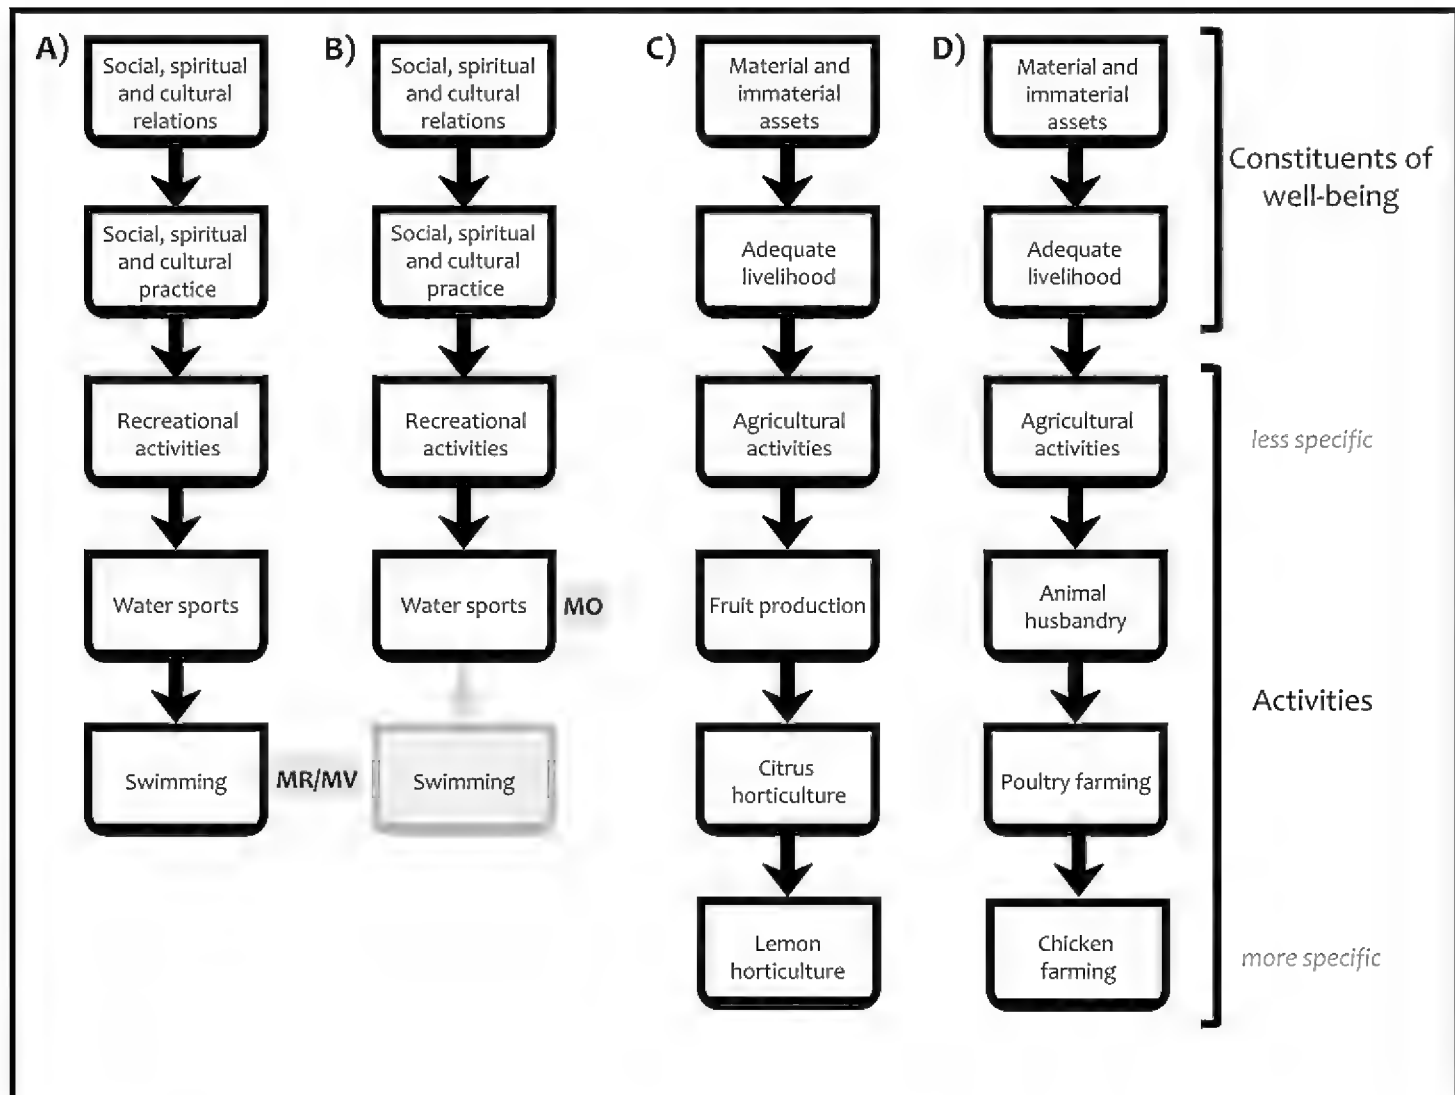 A)
Social, spiritual
and cultural
relations
Social, spiritual
and cultural
practice
Recreational
activities
Water sports
Swimming
MR/MV
B)
Social, spiritual
and cultural
relations
Social, spiritual
and cultural
practice
Recreational
activities
Water sports
MO
Swimming
C)
Material and
immaterial
assets
Adequate
livelihood
Agricultural
activities
Fruit production
Citrus
horticulture
Lemon
horticulture
D)
Material and
immaterial
assets
Adequate
livelihood
Agricultural
activities
Animal
husbandry
Poultry farming
Chicken
farming
Constituents of
well-being
less specific
Activities
more specific